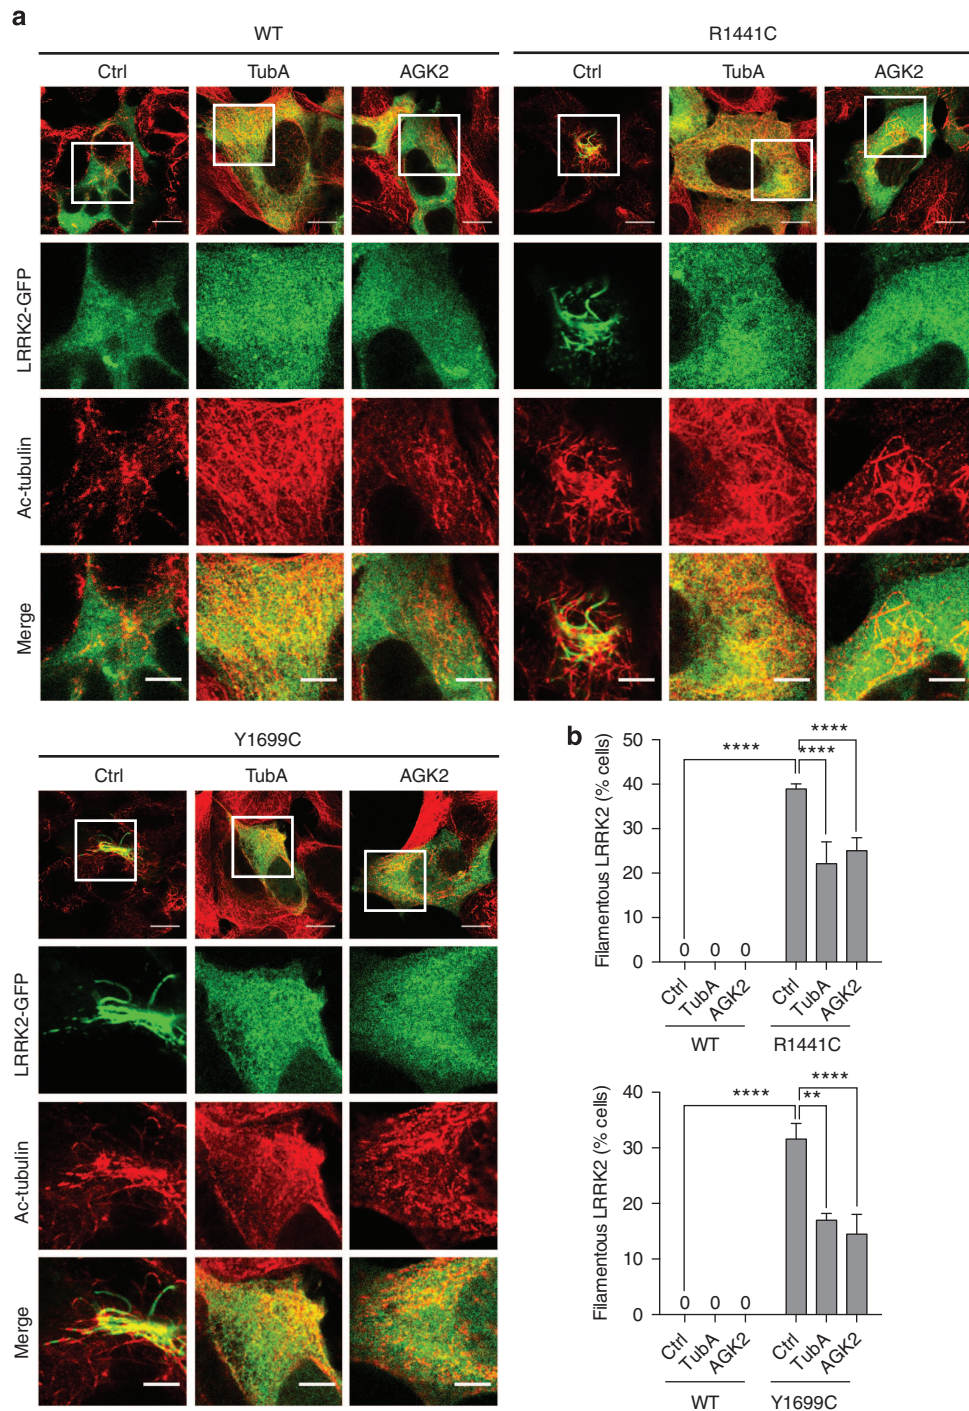 a
WT
R1441C
Ctrl TubA AGK2 Ctrl TubA AGK2
LRRK2-GFP
Ac-tubulin
Merge
Y1699C
Ctrl TubA AGK2
LRRK2-GFP
Ac-tubulin
Merge
b
Filamentous LRRK2 (% cells)
50
40
30
20
10
0
**** **** ****
0 0 0
Ctrl TubA AGK2 Ctrl TubA AGK2
WT R1441C
Filamentous LRRK2 (% cells)
40
30
20
10
0
**** ** ****
0 0 0
Ctrl TubA AGK2 Ctrl TubA AGK2
WT Y1699C